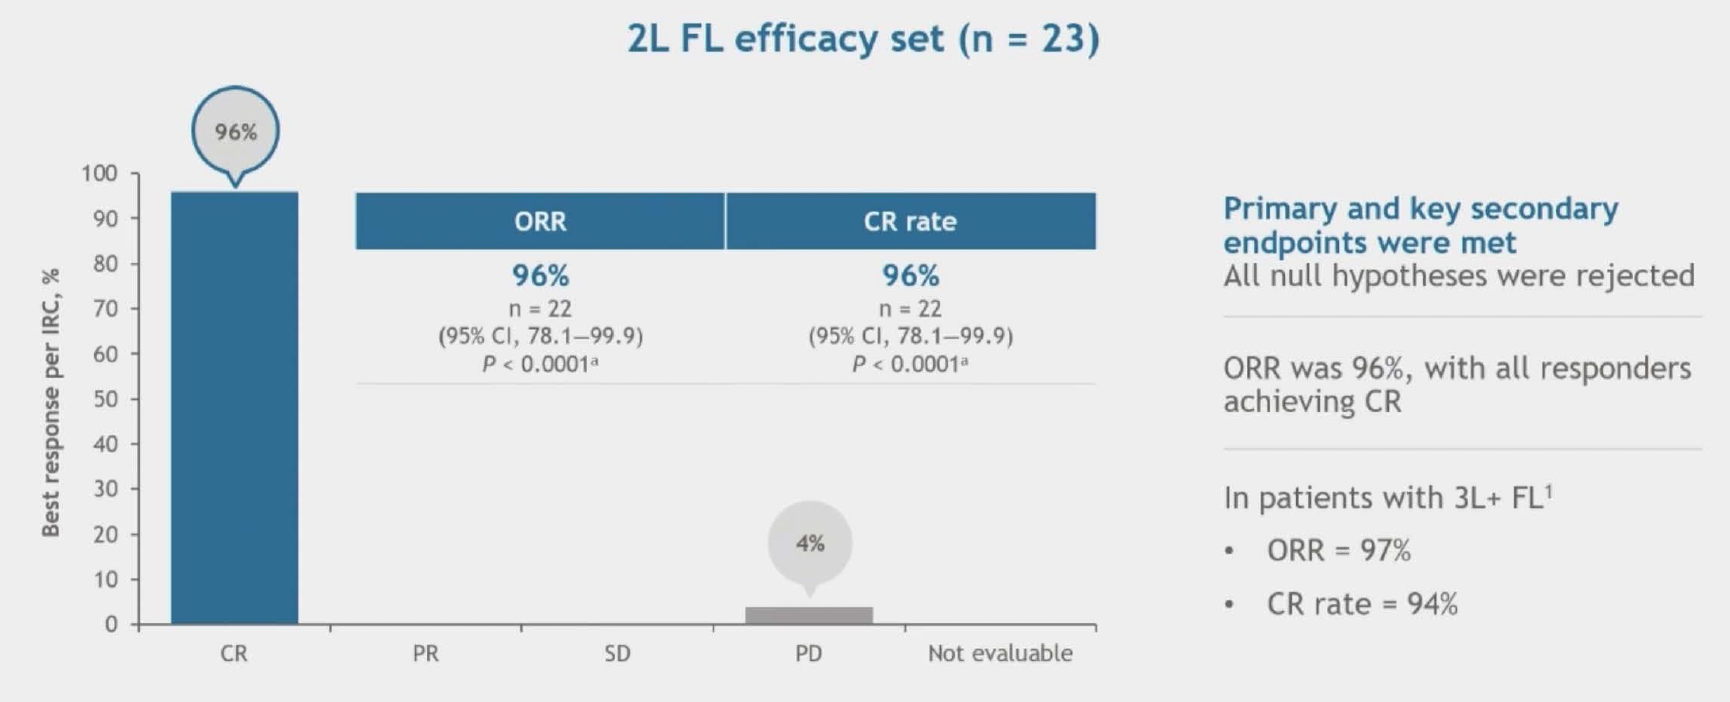 2L FL efficacy set (n = 23)
96%
Best response per IRC, %
100
90
80
70
60
50
40
30
20
10
0
ORR
CR rate
96%
96%
n = 22
n = 22
(95% CI, 78.1–99.9)
(95% CI, 78.1–99.9)
P < 0.0001ᵃ
P < 0.0001ᵃ
4%
CR
PR
SD
PD
Not evaluable
Primary and key secondary
endpoints were met
All null hypotheses were rejected
ORR was 96%, with all responders
achieving CR
In patients with 3L+ FL¹
• ORR = 97%
• CR rate = 94%